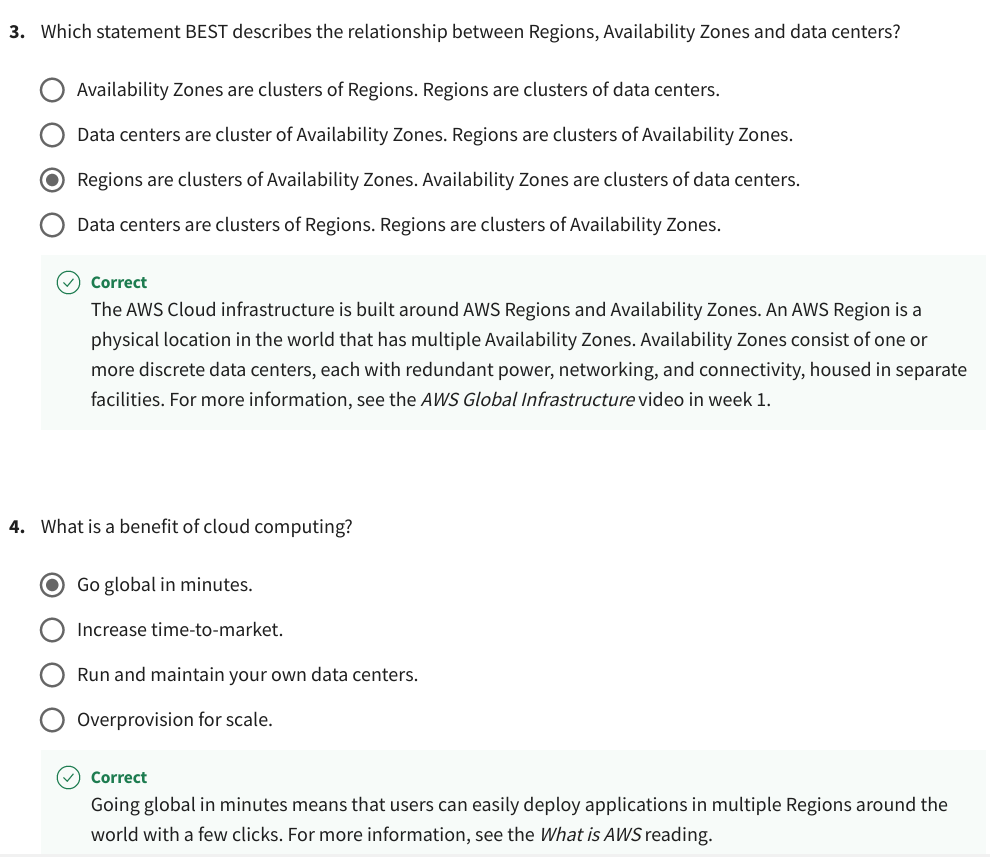 3. Which statement BEST describes the relationship between Regions, Availability Zones and data centers?
Availability Zones are clusters of Regions. Regions are clusters of data centers.
Data centers are cluster of Availability Zones. Regions are clusters of Availability Zones.
Regions are clusters of Availability Zones. Availability Zones are clusters of data centers.
Data centers are clusters of Regions. Regions are clusters of Availability Zones.
Correct
The AWS Cloud infrastructure is built around AWS Regions and Availability Zones. An AWS Region is a
physical location in the world that has multiple Availability Zones. Availability Zones consist of one or
more discrete data centers, each with redundant power, networking, and connectivity, housed in separate
facilities. For more information, see the AWS Global Infrastructure video in week 1.
4. What is a benefit of cloud computing?
Go global in minutes.
Increase time-to-market.
Run and maintain your own data centers.
Overprovision for scale.
Correct
Going global in minutes means that users can easily deploy applications in multiple Regions around the
world with a few clicks. For more information, see the What is AWS reading.